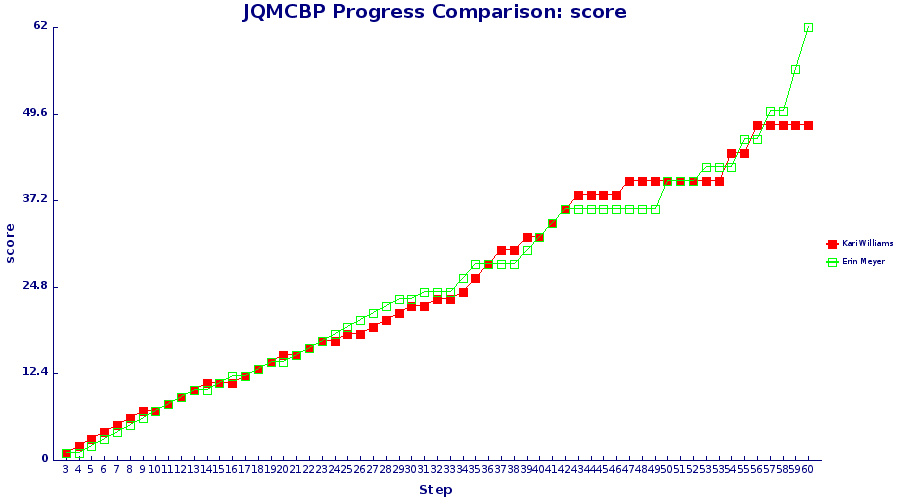 JQMCBP Progress Comparison: score
62
49.6
37.2
24.8
12.4
0
score
3 4 5 6 7 8 9 10 11 12 13 14 15 16 17 18 19 20 21 22 23 24 25 26 27 28 29 30 31 32 33 34 35 36 37 38 39 40 41 42 43 44 45 46 47 48 49 50 51 52 53 54 55 56 57 58 59 60
Step
Kari Williams
Erin Meyer